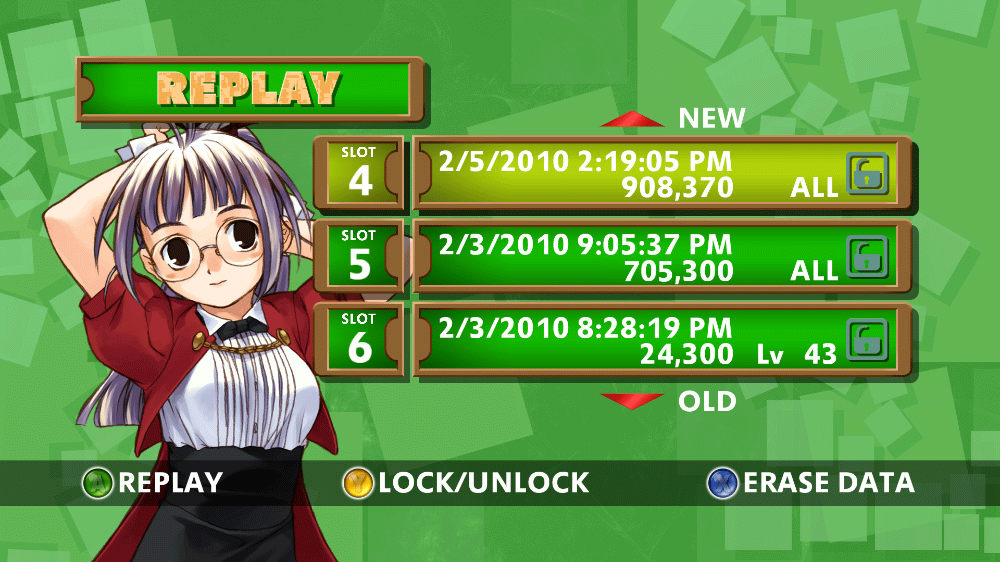 REPLAY
NEW
SLOT
4
2/5/2010 2:19:05 PM
908,370 ALL
SLOT
5
2/3/2010 9:05:37 PM
705,300 ALL
SLOT
6
2/3/2010 8:28:19 PM
24,300 Lv 43
OLD
A REPLAY Y LOCK/UNLOCK X ERASE DATA